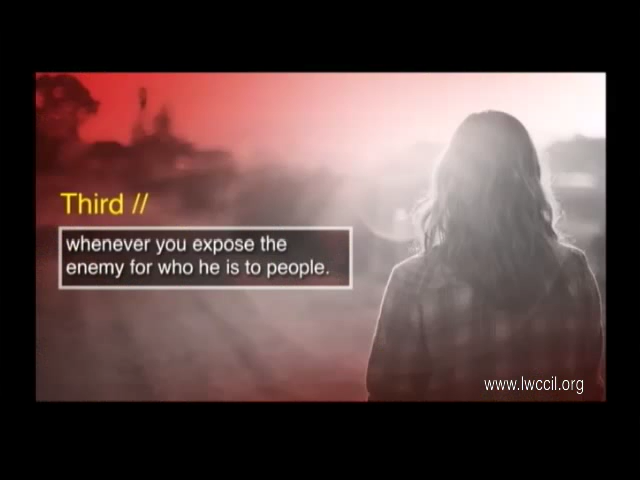 Third //
whenever you expose the
enemy for who he is to people.
www.lwccil.org